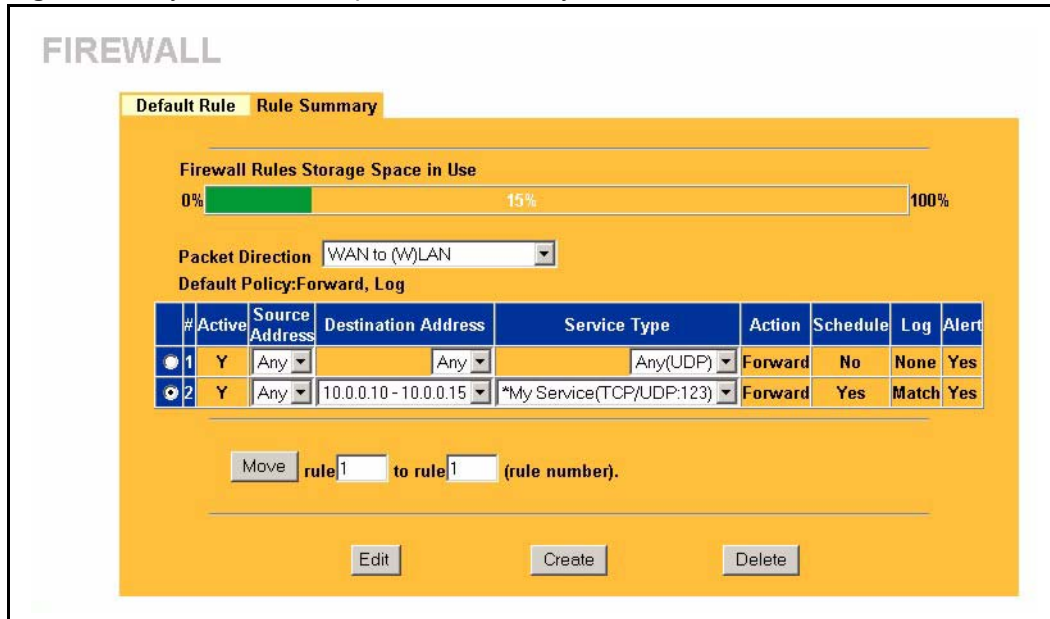 FIREWALL
Default Rule Rule Summary
Firewall Rules Storage Space in Use
0% 15% 100%
Packet Direction WAN to (W)LAN
Default Policy:Forward, Log
# Active Source Address Destination Address Service Type Action Schedule Log Alert
1 Y Any Any Any(UDP) Forward No None Yes
2 Y Any 10.0.0.10 - 10.0.0.15 *My Service(TCP/UDP:123) Forward Yes Match Yes
Move rule 1 to rule 1 (rule number).
Edit Create Delete